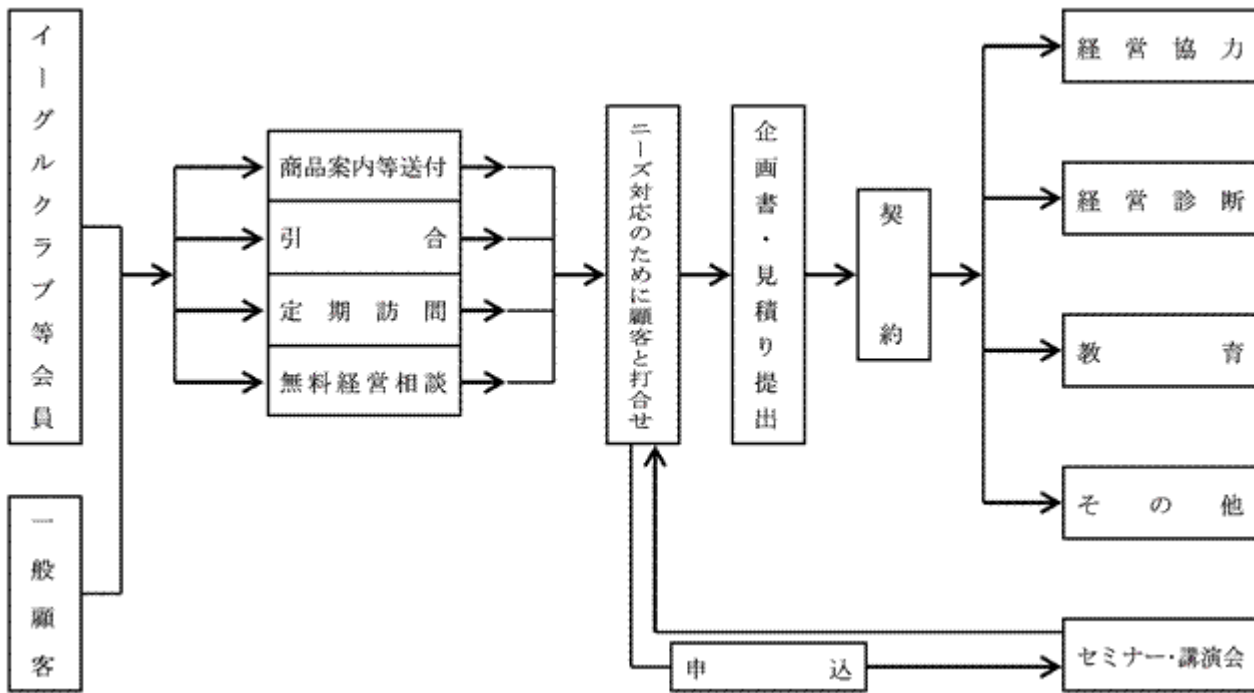 イーグルクラブ等会員
一般顧客
商品案内等送付
引合
定期訪問
無料経営相談
ニーズ対応のために顧客と打合せ
企画書・見積り提出
契約
経営協力
経営診断
教育
その他
セミナー・講演会
申込